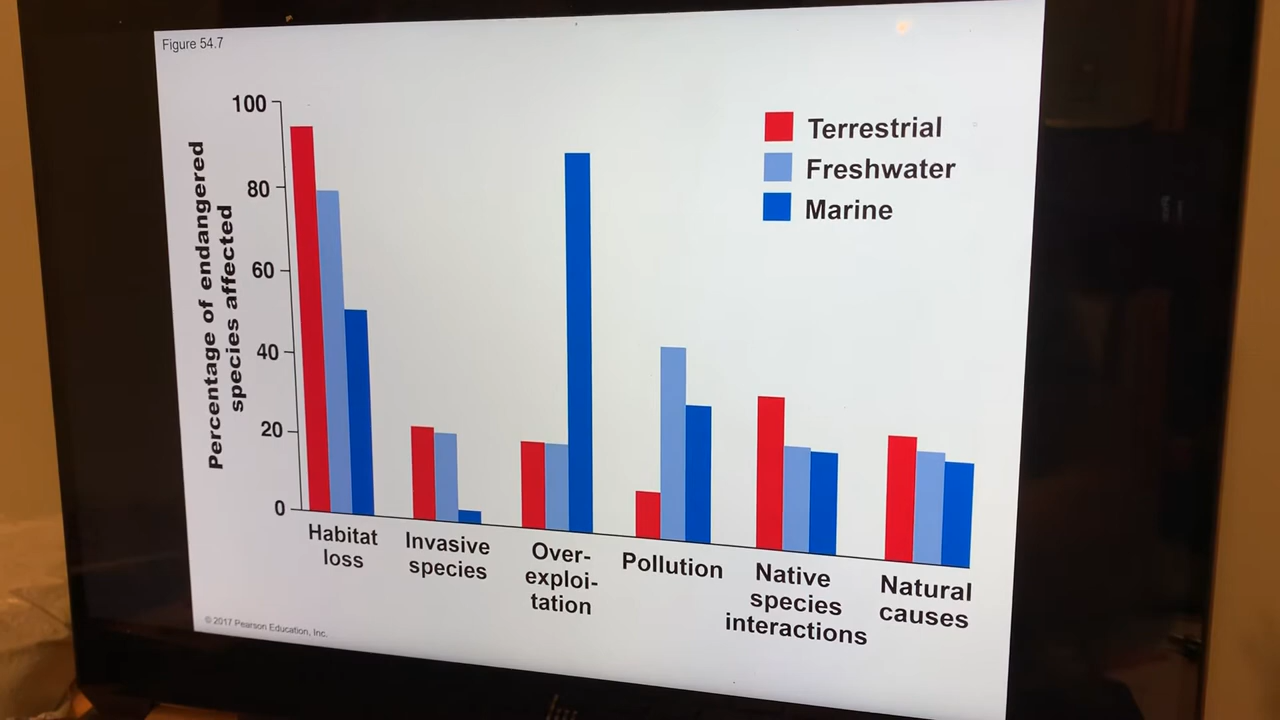 Figure 54.7
Percentage of endangered
species affected
100
80
60
40
20
0
Terrestrial
Freshwater
Marine
Habitat
loss
Invasive
species
Over-
exploi-
tation
Pollution
Native
species
interactions
Natural
causes
© 2017 Pearson Education, Inc.